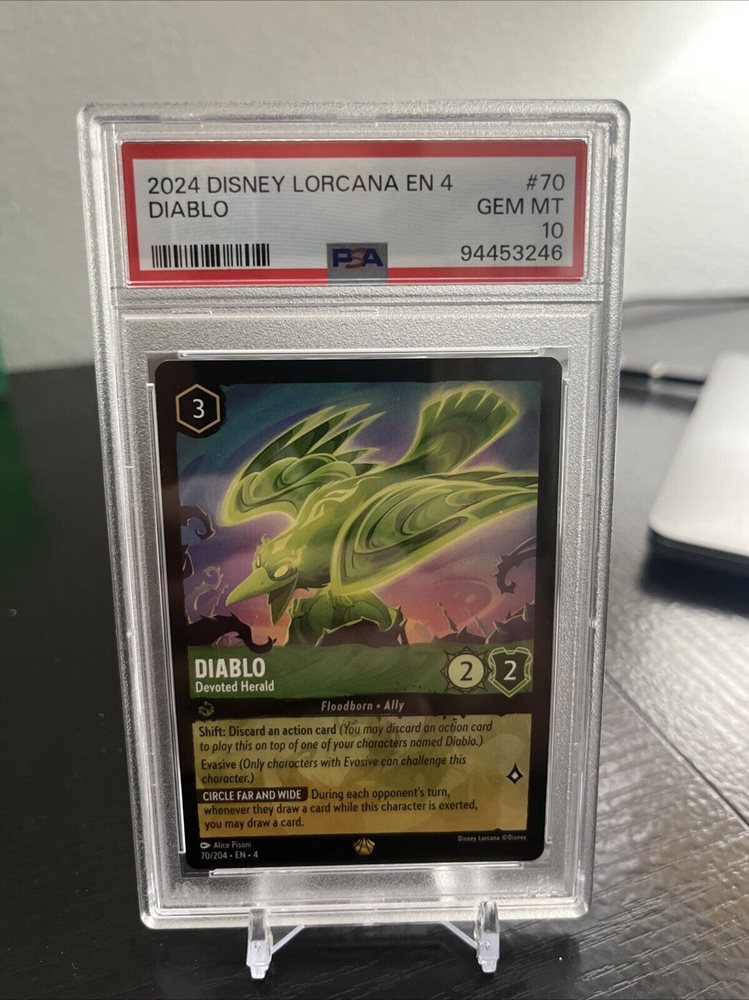 2024 DISNEY LORCANA EN 4 #70
DIABLO GEM MT
10
PSA 94453246
3
DIABLO
Devoted Herald
2 2
Floodborn • Ally
Shift: Discard an action card (You may discard an action card
to play this on top of one of your characters named Diablo.)
Evasive (Only characters with Evasive can challenge this
character.)
CIRCLE FAR AND WIDE During each opponent's turn,
whenever they draw a card while this character is exerted,
you may draw a card.
Alice Pisoni
Disney Lorcana ©Disney
70/204 • EN • 4